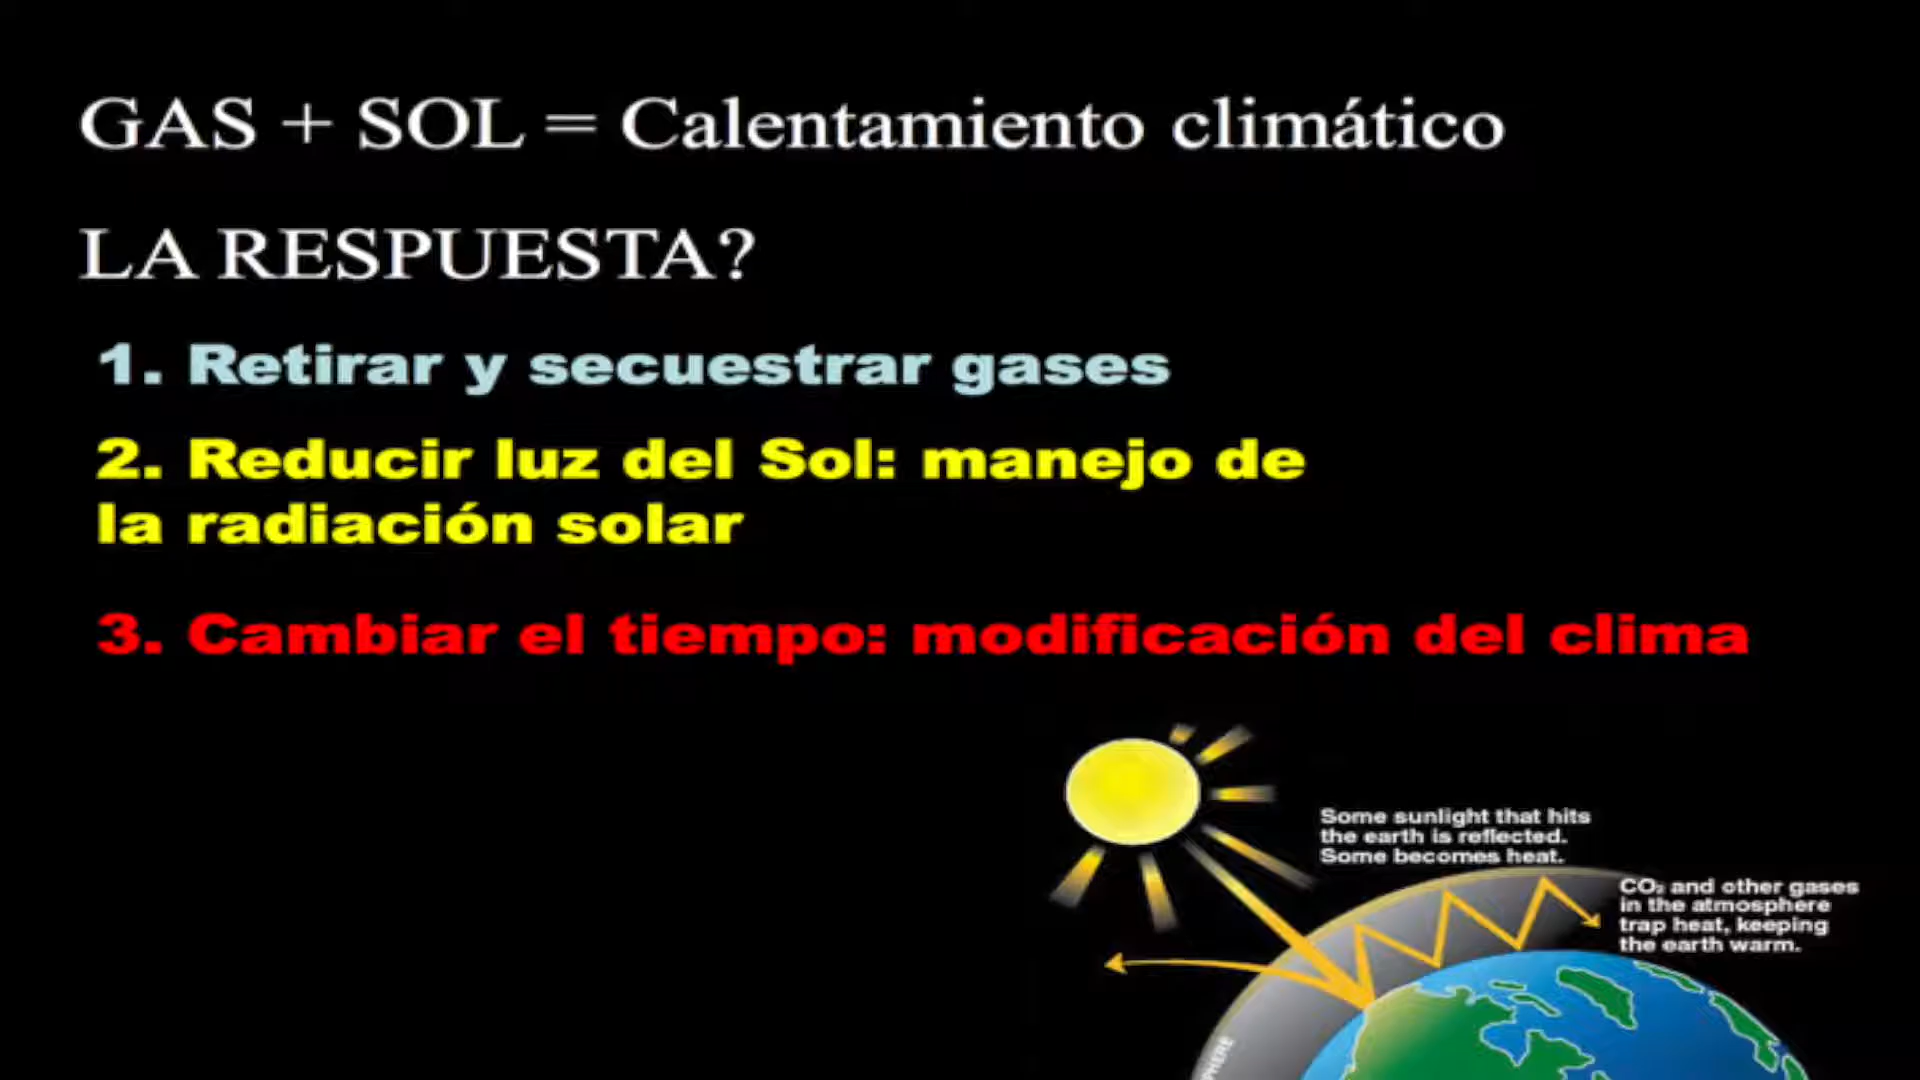 GAS + SOL = Calentamiento climático
LA RESPUESTA?
1. Retirar y secuestrar gases
2. Reducir luz del Sol: manejo de
la radiación solar
3. Cambiar el tiempo: modificación del clima
Some sunlight that hits
the earth is reflected.
Some becomes heat.
CO₂ and other gases
in the atmosphere
trap heat, keeping
the earth warm.
PHERE